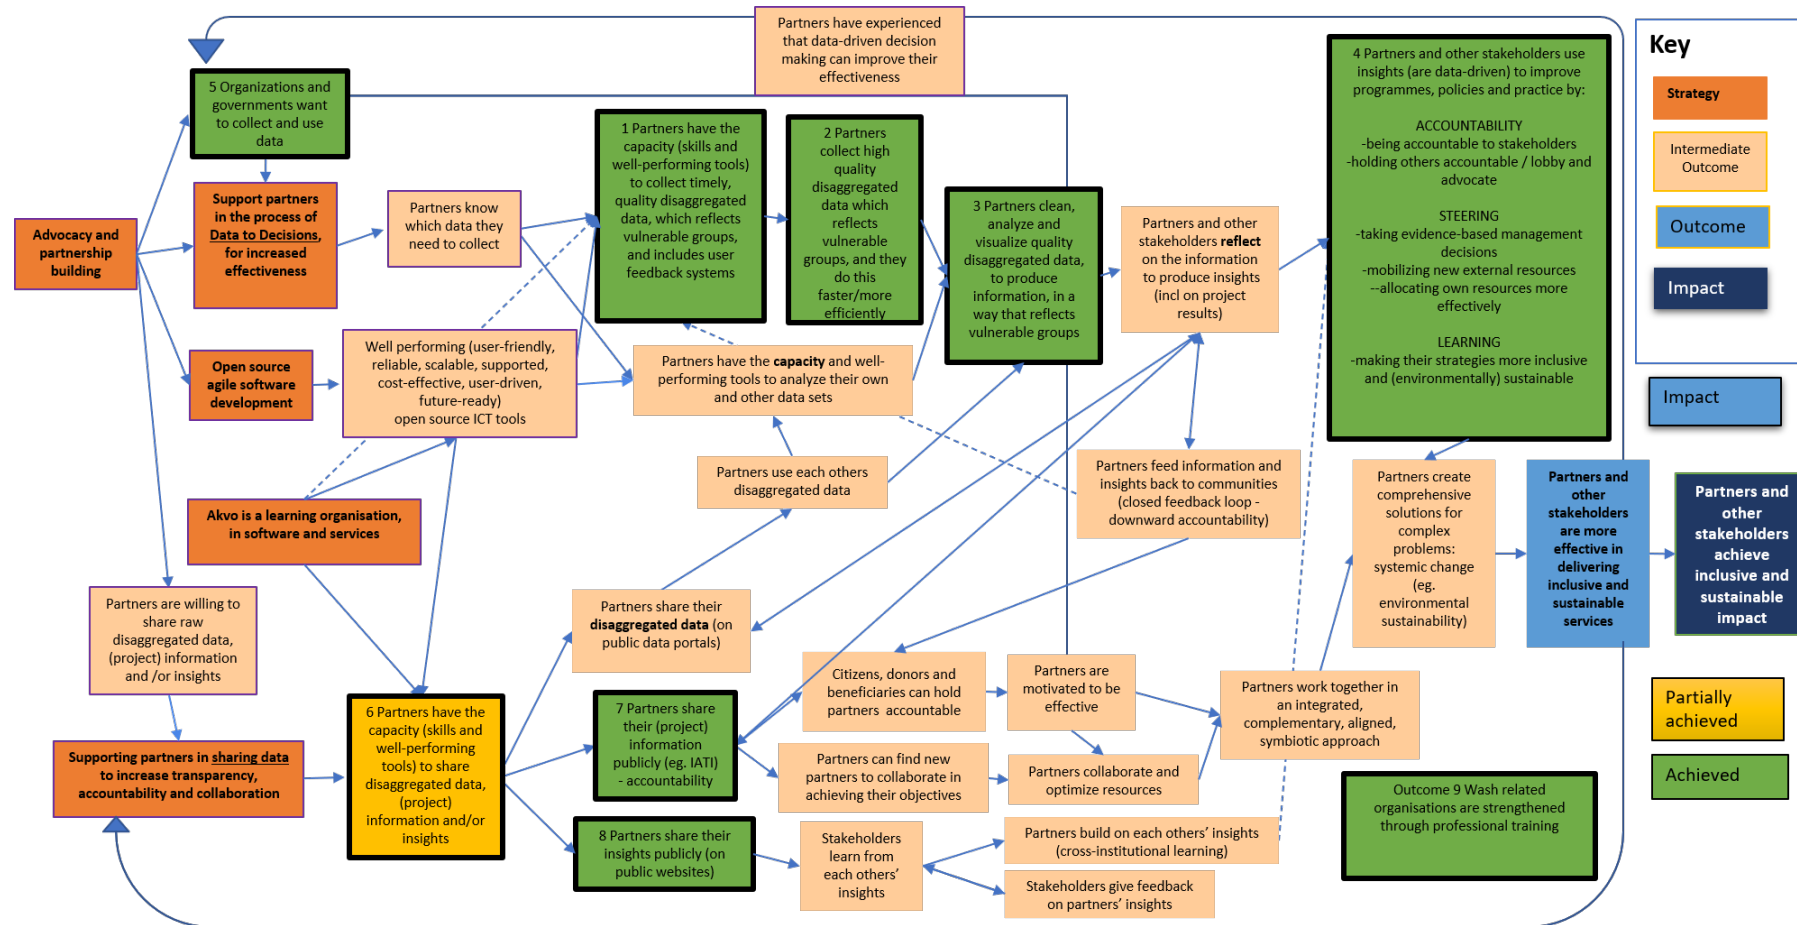 Partners have experienced
that data-driven decision
making can improve their
effectiveness
5 Organizations and
governments want
to collect and use
data
1 Partners have the
capacity (skills and
well-performing tools)
to collect timely,
quality disaggregated
data, which reflects
vulnerable groups,
and includes user
feedback systems
2 Partners
collect high
quality
disaggregated
data which
reflects
vulnerable
groups, and they
do this
faster/more
efficiently
3 Partners clean,
analyze and
visualize quality
disaggregated data,
to produce
information, in a
way that reflects
vulnerable groups
4 Partners and other stakeholders use
insights (are data-driven) to improve
programmes, policies and practice by:
ACCOUNTABILITY
-being accountable to stakeholders
-holding others accountable / lobby and
advocate
STEERING
-taking evidence-based management
decisions
-mobilizing new external resources
--allocating own resources more
effectively
LEARNING
-making their strategies more inclusive
and (environmentally) sustainable
Key
Strategy
Intermediate
Outcome
Outcome
Impact
Impact
Advocacy and
partnership
building
Support partners
in the process of
Data to Decisions,
for increased
effectiveness
Partners know
which data they
need to collect
Partners and other
stakeholders reflect
on the information
to produce insights
(incl on project
results)
Open source
agile software
development
Well performing (user-friendly,
reliable, scalable, supported,
cost-effective, user-driven,
future-ready)
open source ICT tools
Partners have the capacity and well-
performing tools to analyze their own
and other data sets
Partners use each others
disaggregated data
Partners feed information and
insights back to communities
(closed feedback loop -
downward accountability)
Partners create
comprehensive
solutions for
complex
problems:
systemic change
(eg.
environmental
sustainability)
Partners and
other
stakeholders
are more
effective in
delivering
inclusive and
sustainable
services
Partners and
other
stakeholders
achieve
inclusive and
sustainable
impact
Akvo is a learning organisation,
in software and services
Partners are willing to
share raw
disaggregated data,
(project) information
and /or insights
Partners share their
disaggregated data (on
public data portals)
Supporting partners in sharing data
to increase transparency,
accountability and collaboration
6 Partners have the
capacity (skills and
well-performing
tools) to share
disaggregated data,
(project)
information and/or
insights
7 Partners share
their (project)
information
publicly (eg. IATI)
- accountability
Citizens, donors and
beneficiaries can hold
partners accountable
Partners are
motivated to be
effective
Partners work together in
an integrated,
complementary, aligned,
symbiotic approach
Partners can find new
partners to collaborate in
achieving their objectives
Partners collaborate and
optimize resources
8 Partners share their
insights publicly (on
public websites)
Stakeholders
learn from
each others'
insights
Partners build on each others' insights
(cross-institutional learning)
Stakeholders give feedback
on partners' insights
Outcome 9 Wash related
organisations are strengthened
through professional training
Partially
achieved
Achieved